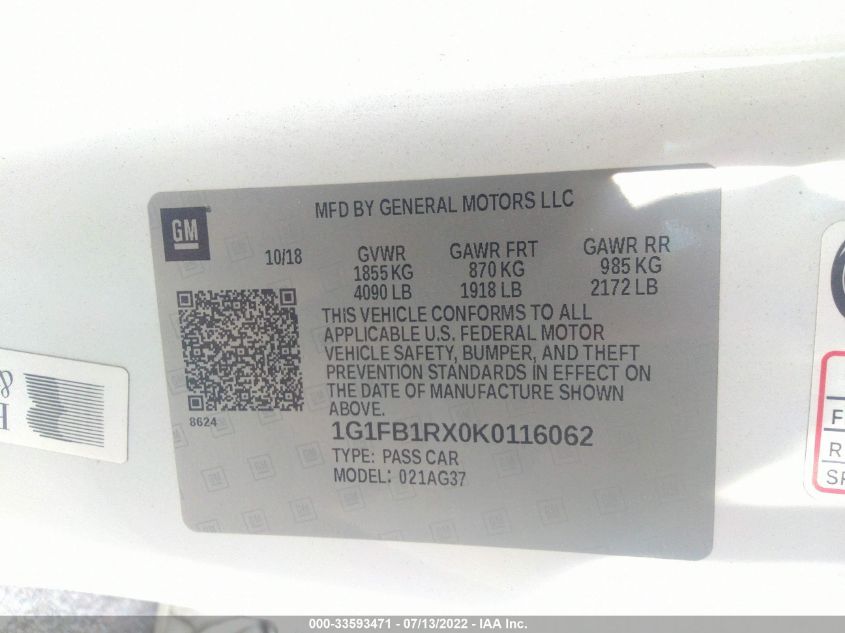 GM
MFD BY GENERAL MOTORS LLC
10/18
GVWR GAWR FRT GAWR RR
1855 KG 870 KG 985 KG
4090 LB 1918 LB 2172 LB
THIS VEHICLE CONFORMS TO ALL
APPLICABLE U.S. FEDERAL MOTOR
VEHICLE SAFETY, BUMPER, AND THEFT
PREVENTION STANDARDS IN EFFECT ON
THE DATE OF MANUFACTURE SHOWN
ABOVE.
8624
1G1FB1RX0K0116062
TYPE: PASS CAR
MODEL: 021AG37
F
R
SP
000-33593471 - 07/13/2022 - IAA Inc.